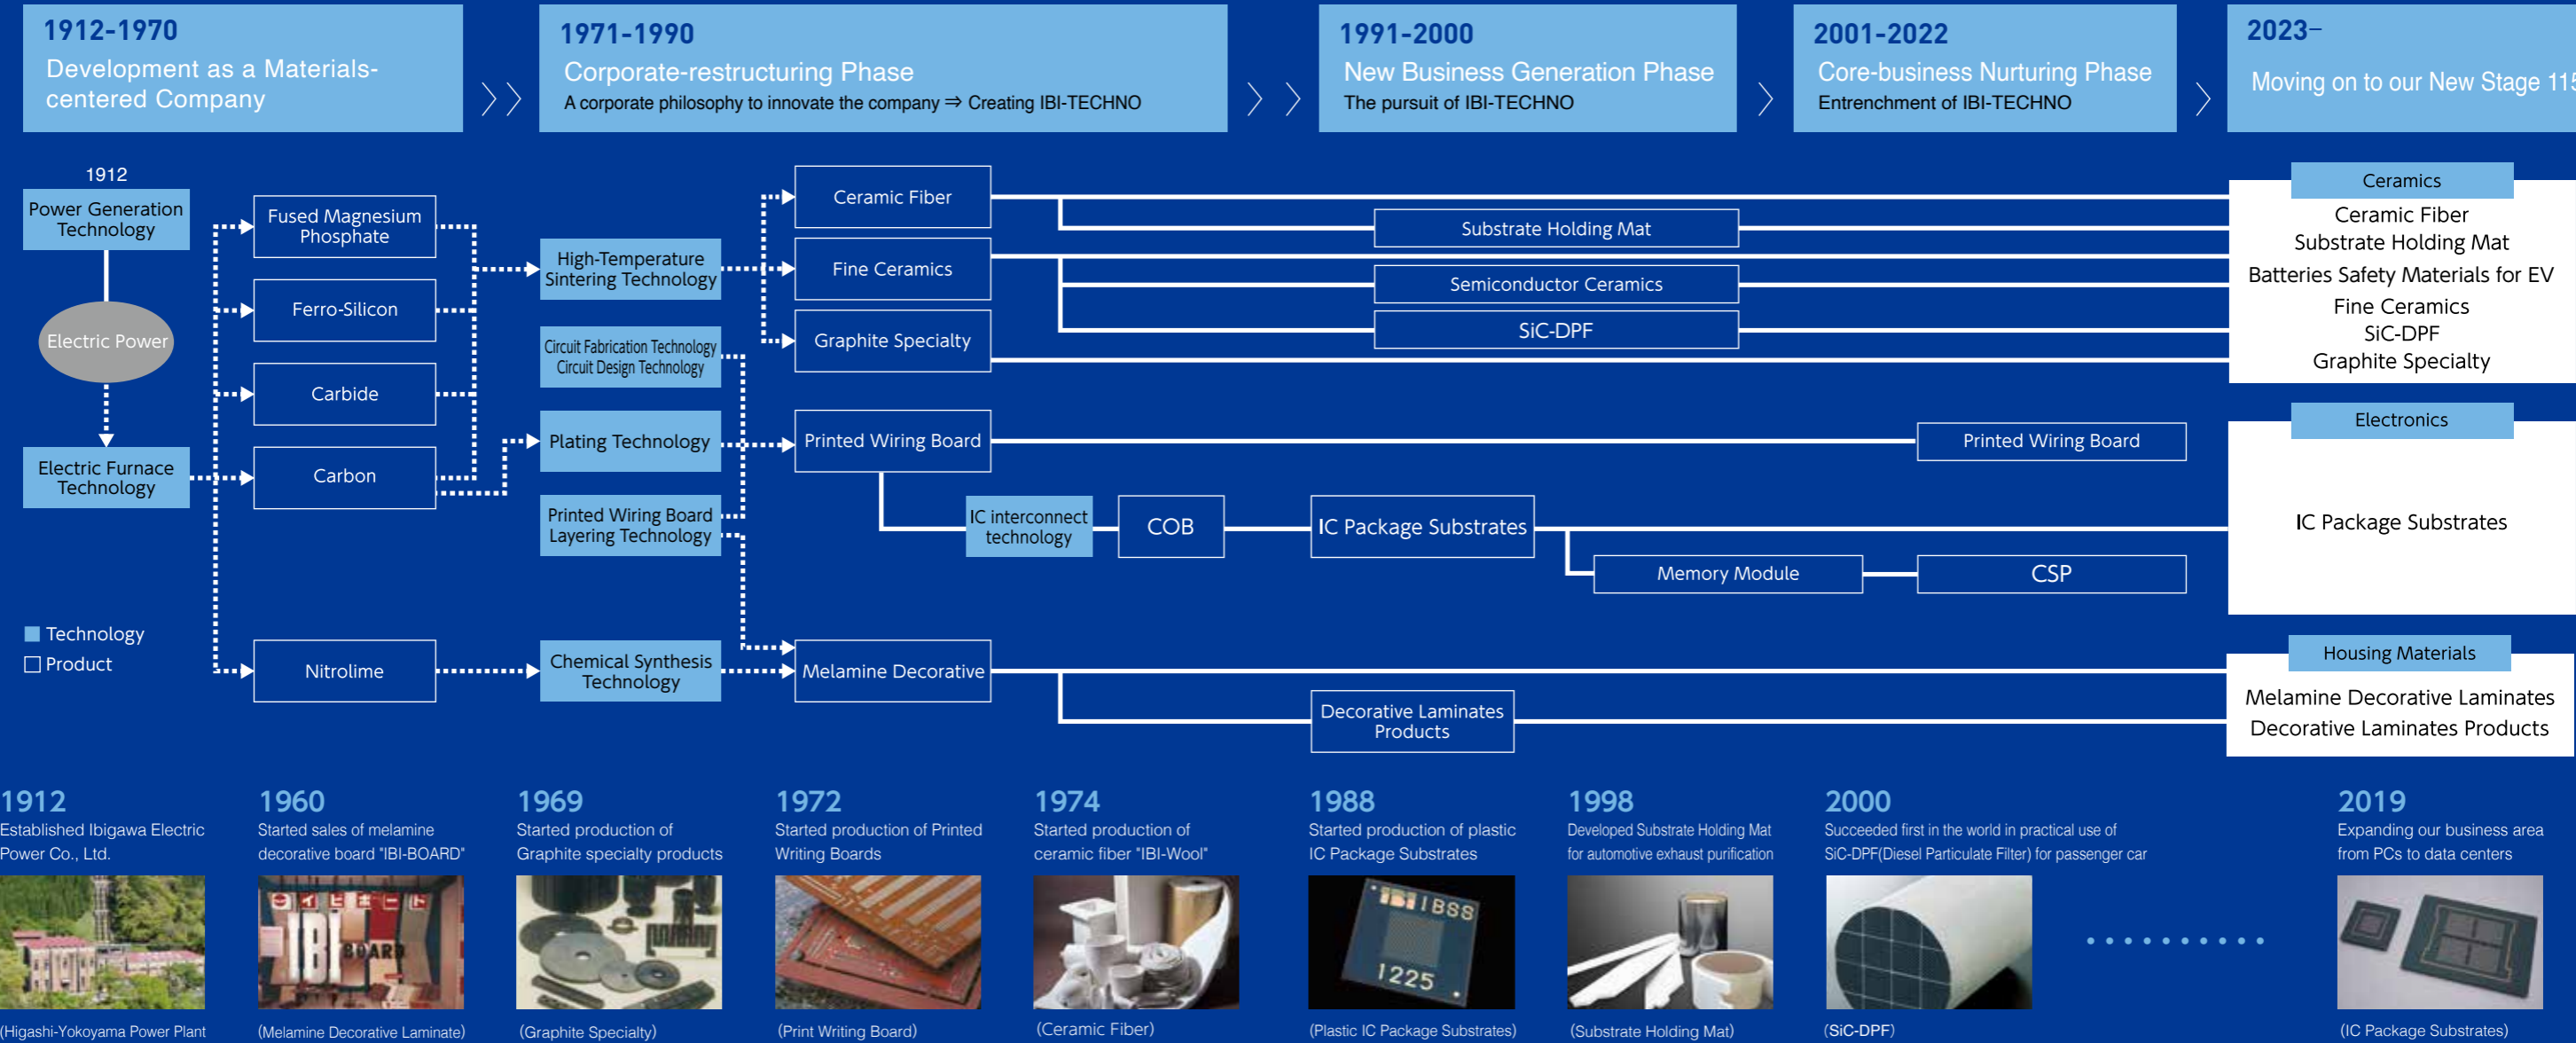 1912-1970
Development as a Materials-
centered Company
1971-1990
Corporate-restructuring Phase
A corporate philosophy to innovate the company ⇒ Creating IBI-TECHNO
1991-2000
New Business Generation Phase
The pursuit of IBI-TECHNO
2001-2022
Core-business Nurturing Phase
Entrenchment of IBI-TECHNO
2023–
Moving on to our New Stage 115
1912
Power Generation
Technology
Electric Power
Electric Furnace
Technology
Technology
Product
Fused Magnesium
Phosphate
Ferro-Silicon
Carbide
Carbon
Nitrolime
High-Temperature
Sintering Technology
Circuit Fabrication Technology
Circuit Design Technology
Plating Technology
Printed Wiring Board
Layering Technology
Chemical Synthesis
Technology
Ceramic Fiber
Fine Ceramics
Graphite Specialty
Printed Wiring Board
Melamine Decorative
Substrate Holding Mat
Semiconductor Ceramics
SiC-DPF
Printed Wiring Board
IC interconnect
technology
COB
IC Package Substrates
Memory Module
CSP
Decorative Laminates
Products
Ceramics
Ceramic Fiber
Substrate Holding Mat
Batteries Safety Materials for EV
Fine Ceramics
SiC-DPF
Graphite Specialty
Electronics
IC Package Substrates
Housing Materials
Melamine Decorative Laminates
Decorative Laminates Products
1912
Established Ibigawa Electric
Power Co., Ltd.
(Higashi-Yokoyama Power Plant
1960
Started sales of melamine
decorative board "IBI-BOARD"
イビボード
IBI
BOARD
(Melamine Decorative Laminate)
1969
Started production of
Graphite specialty products
(Graphite Specialty)
1972
Started production of Printed
Writing Boards
(Print Writing Board)
1974
Started production of
ceramic fiber "IBI-Wool"
(Ceramic Fiber)
1988
Started production of plastic
IC Package Substrates
IBI IBSS
1225
(Plastic IC Package Substrates)
1998
Developed Substrate Holding Mat
for automotive exhaust purification
(Substrate Holding Mat)
2000
Succeeded first in the world in practical use of
SiC-DPF(Diesel Particulate Filter) for passenger car
(SiC-DPF)
2019
Expanding our business area
from PCs to data centers
(IC Package Substrates)